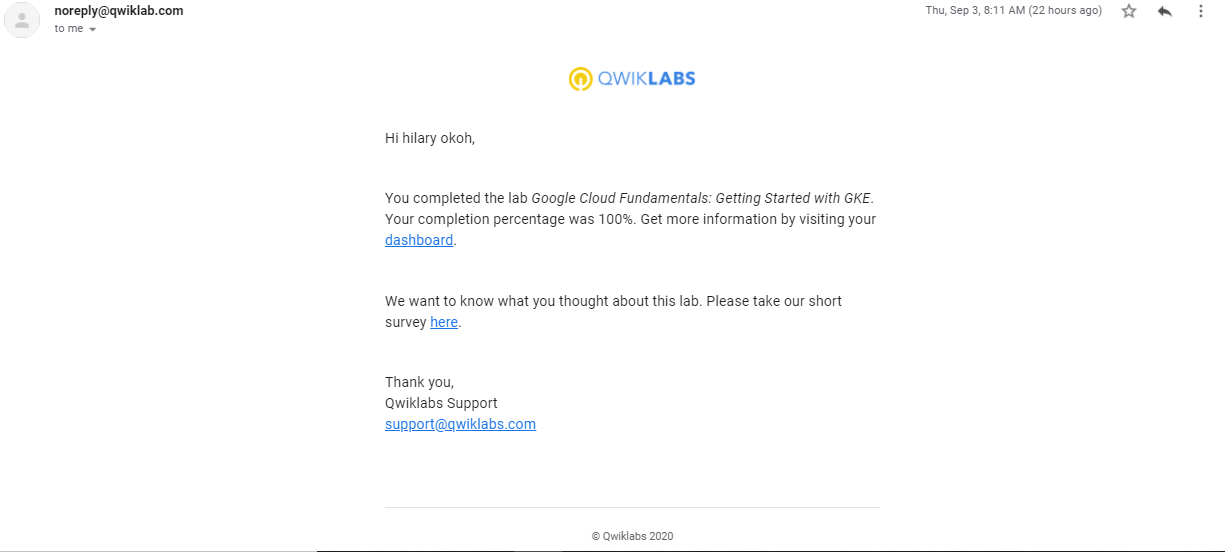 noreply@qwiklab.com
Thu, Sep 3, 8:11 AM (22 hours ago)
to me
QWIKLABS
Hi hilary okoh,
You completed the lab Google Cloud Fundamentals: Getting Started with GKE.
Your completion percentage was 100%. Get more information by visiting your
dashboard.
We want to know what you thought about this lab. Please take our short
survey here.
Thank you,
Qwiklabs Support
support@qwiklabs.com
© Qwiklabs 2020